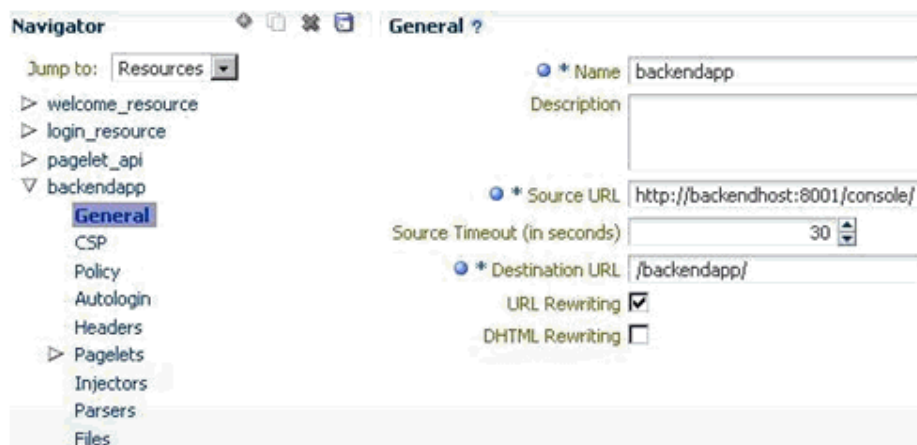 Navigator
Jump to: Resources
welcome_resource
login_resource
pagelet_api
backendapp
General
CSP
Policy
Autologin
Headers
Pagelets
Injectors
Parsers
Files
General ?
* Name backendapp
Description
* Source URL http://backendhost:8001/console/
Source Timeout (in seconds) 30
* Destination URL /backendapp/
URL Rewriting
DHTML Rewriting